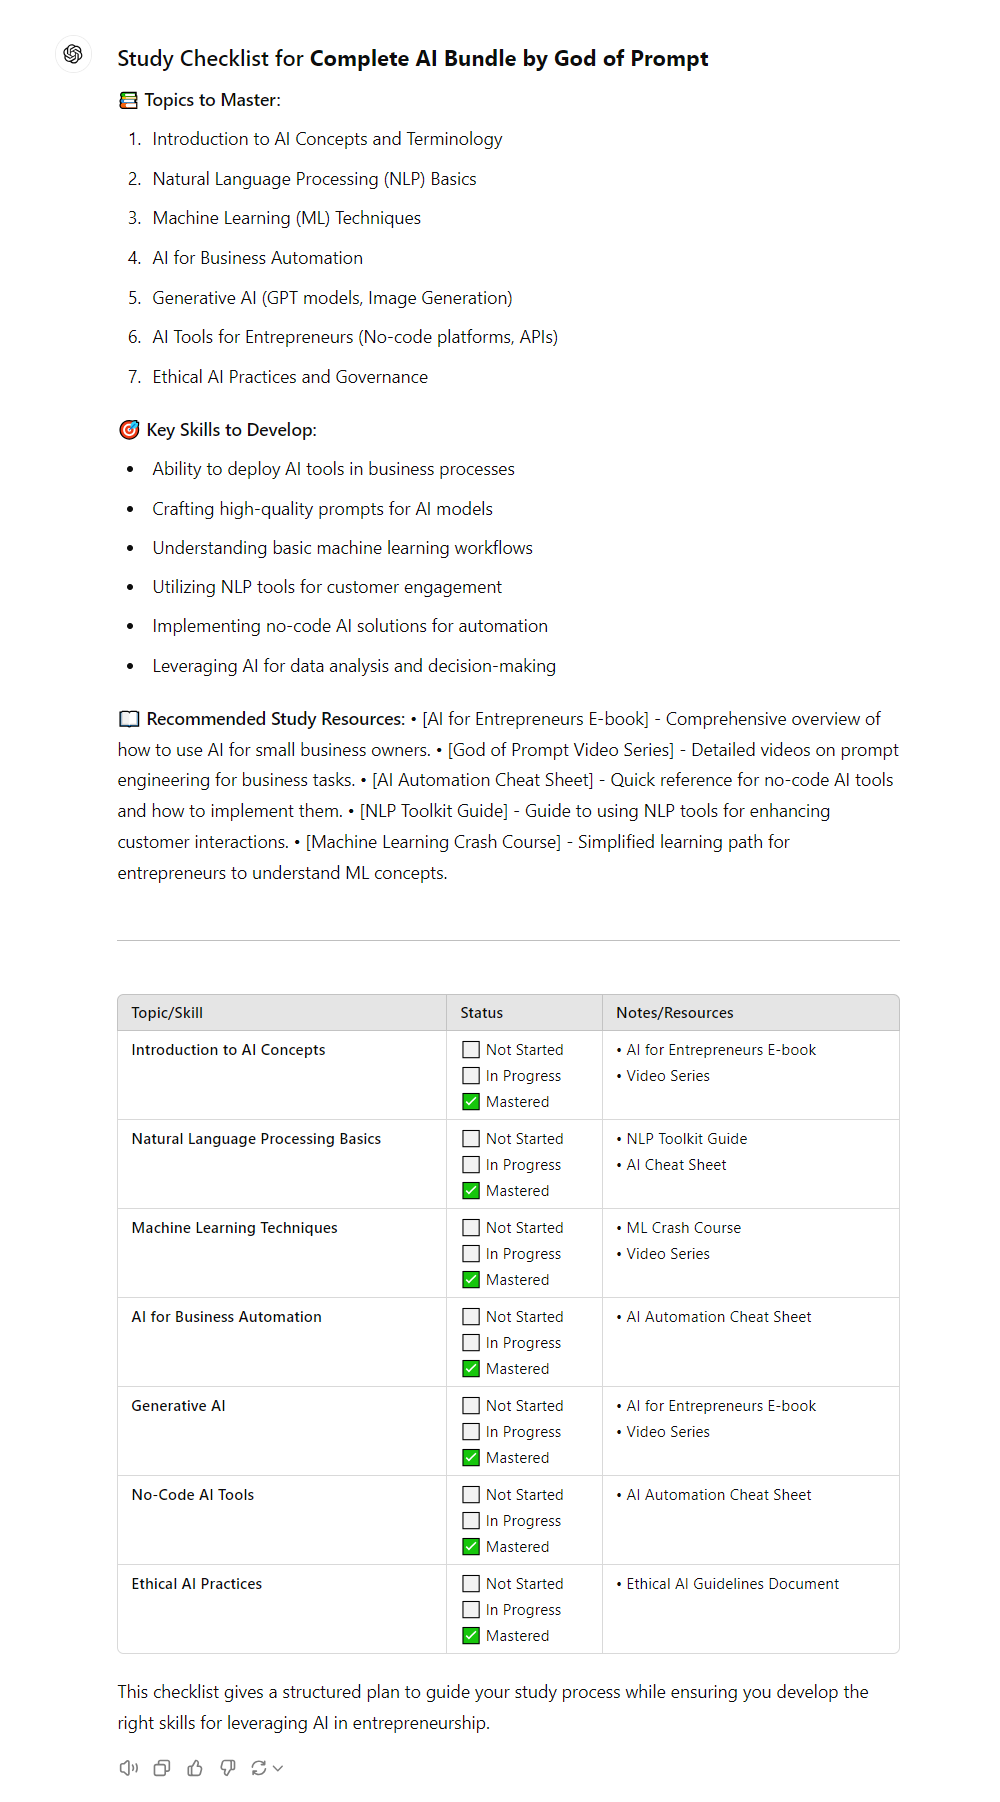 Study Checklist for Complete AI Bundle by God of Prompt
📚 Topics to Master:
1. Introduction to AI Concepts and Terminology
2. Natural Language Processing (NLP) Basics
3. Machine Learning (ML) Techniques
4. AI for Business Automation
5. Generative AI (GPT models, Image Generation)
6. AI Tools for Entrepreneurs (No-code platforms, APIs)
7. Ethical AI Practices and Governance
🎯 Key Skills to Develop:
• Ability to deploy AI tools in business processes
• Crafting high-quality prompts for AI models
• Understanding basic machine learning workflows
• Utilizing NLP tools for customer engagement
• Implementing no-code AI solutions for automation
• Leveraging AI for data analysis and decision-making
📖 Recommended Study Resources: • [AI for Entrepreneurs E-book] - Comprehensive overview of
how to use AI for small business owners. • [God of Prompt Video Series] - Detailed videos on prompt
engineering for business tasks. • [AI Automation Cheat Sheet] - Quick reference for no-code AI tools
and how to implement them. • [NLP Toolkit Guide] - Guide to using NLP tools for enhancing
customer interactions. • [Machine Learning Crash Course] - Simplified learning path for
entrepreneurs to understand ML concepts.
Topic/Skill Status Notes/Resources
Introduction to AI Concepts ⬜ Not Started • AI for Entrepreneurs E-book
⬜ In Progress • Video Series
✅ Mastered
Natural Language Processing Basics ⬜ Not Started • NLP Toolkit Guide
⬜ In Progress • AI Cheat Sheet
✅ Mastered
Machine Learning Techniques ⬜ Not Started • ML Crash Course
⬜ In Progress • Video Series
✅ Mastered
AI for Business Automation ⬜ Not Started • AI Automation Cheat Sheet
⬜ In Progress
✅ Mastered
Generative AI ⬜ Not Started • AI for Entrepreneurs E-book
⬜ In Progress • Video Series
✅ Mastered
No-Code AI Tools ⬜ Not Started • AI Automation Cheat Sheet
⬜ In Progress
✅ Mastered
Ethical AI Practices ⬜ Not Started • Ethical AI Guidelines Document
⬜ In Progress
✅ Mastered
This checklist gives a structured plan to guide your study process while ensuring you develop the
right skills for leveraging AI in entrepreneurship.